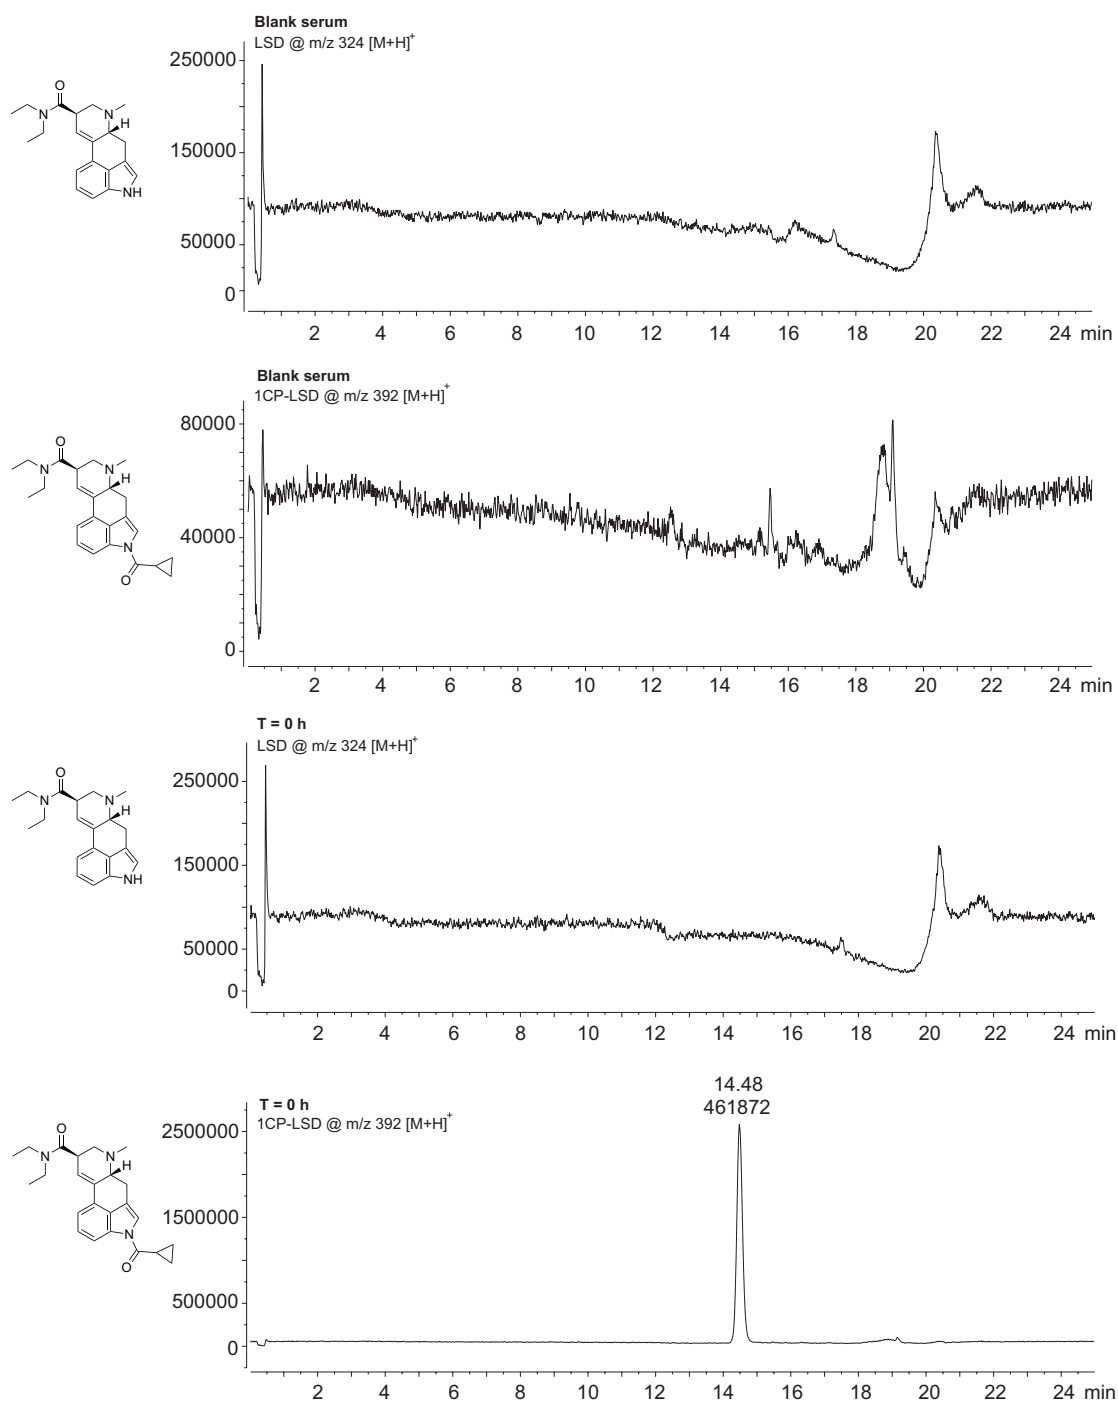 Blank serum
LSD @ m/z 324 [M+H]+
250000
150000
50000
0
2 4 6 8 10 12 14 16 18 20 22 24 min
O
N
N
H
NH
Blank serum
1CP-LSD @ m/z 392 [M+H]+
80000
40000
0
2 4 6 8 10 12 14 16 18 20 22 24 min
O
N
N
H
N
O
T = 0 h
LSD @ m/z 324 [M+H]+
250000
150000
50000
0
2 4 6 8 10 12 14 16 18 20 22 24 min
O
N
N
H
NH
14.48
461872
T = 0 h
1CP-LSD @ m/z 392 [M+H]+
2500000
1500000
500000
0
2 4 6 8 10 12 14 16 18 20 22 24 min
O
N
N
H
N
O